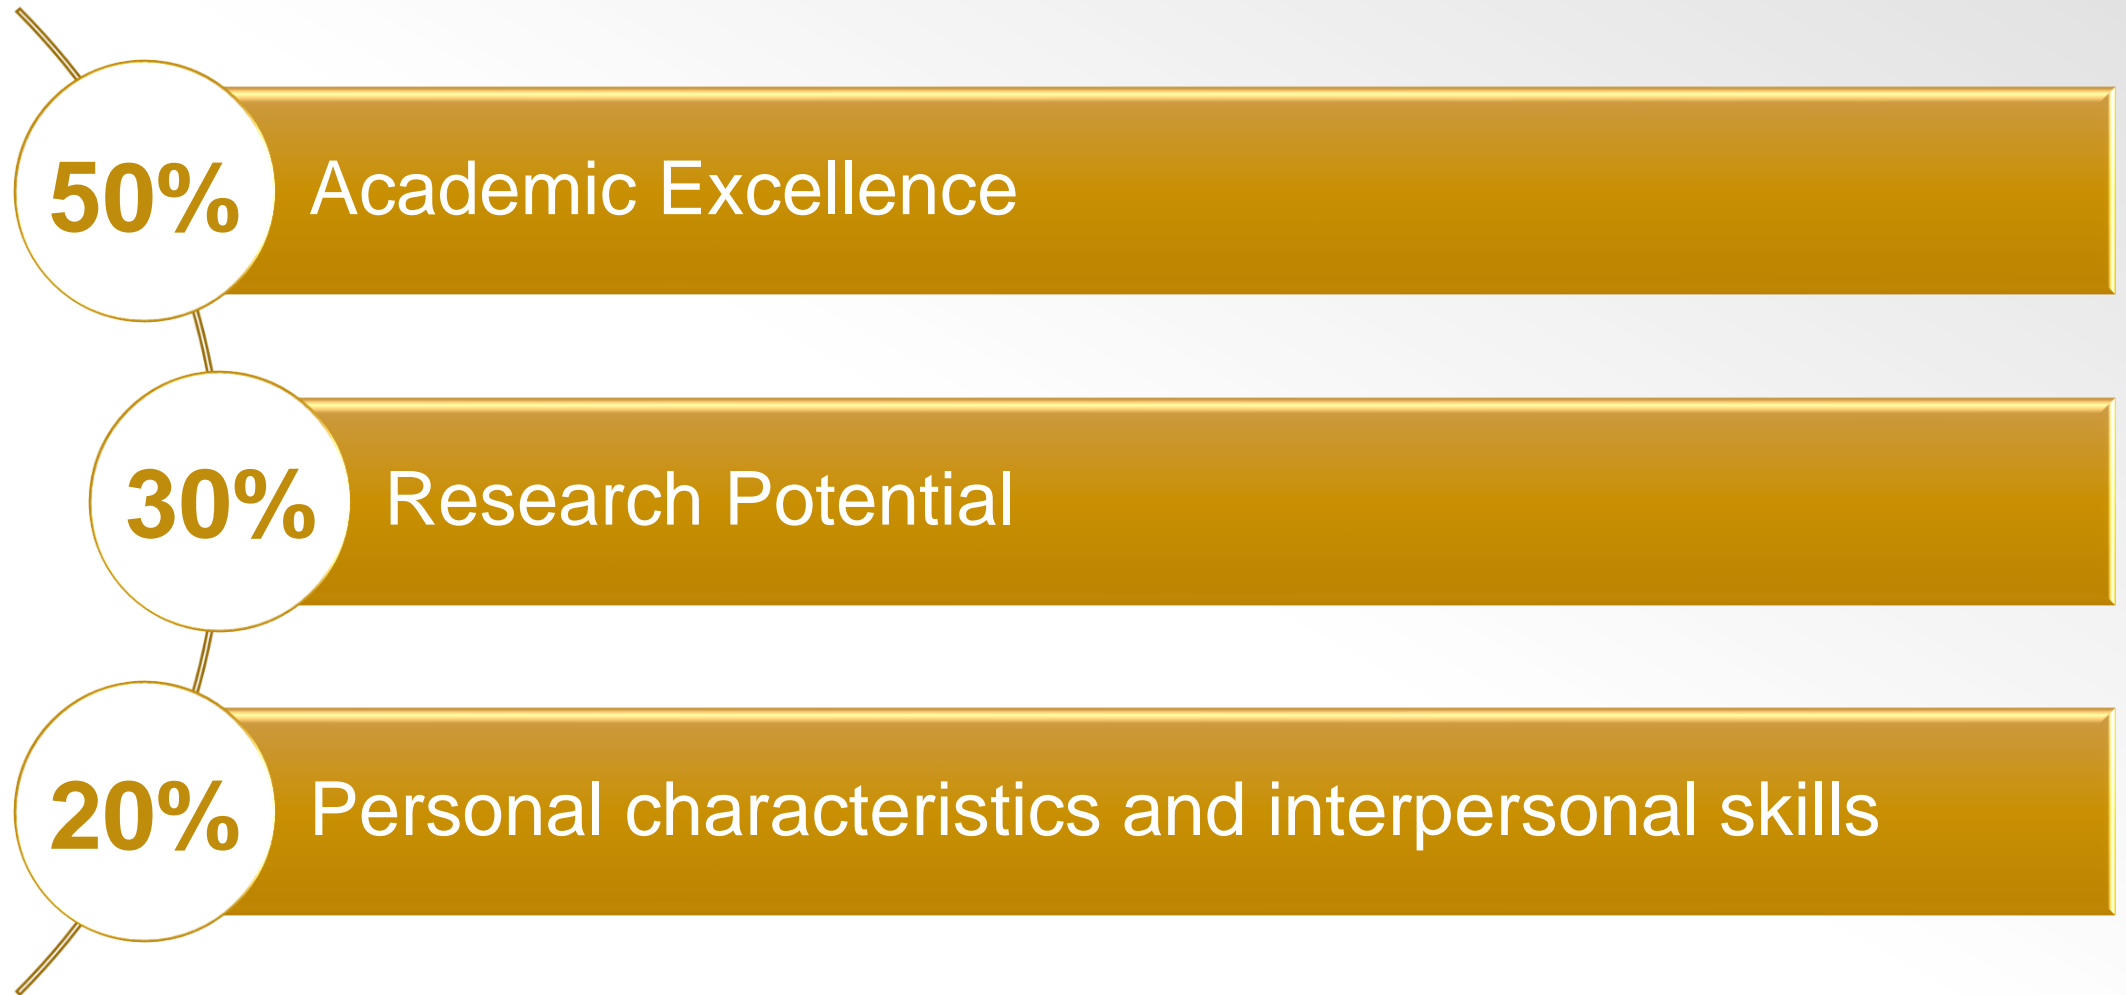 50% Academic Excellence
30% Research Potential
20% Personal characteristics and interpersonal skills